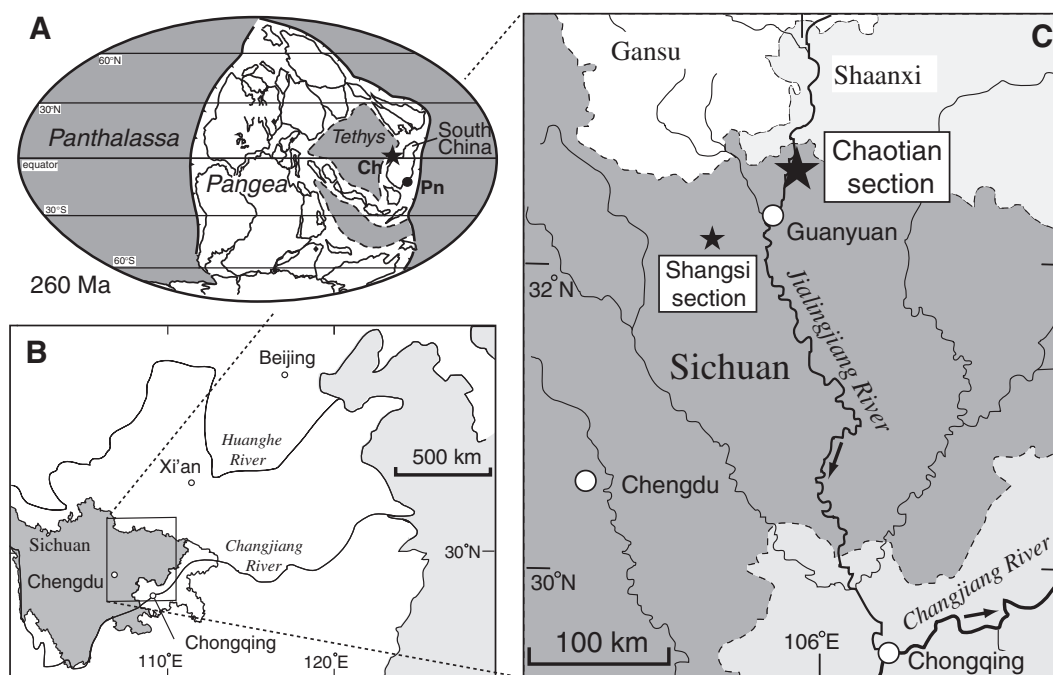 A
60°N
30°N
Panthalassa
Tethys
South
China
equator
Ch
Pangea
Pn
30°S
60°S
260 Ma
B
Beijing
Huanghe
River
500 km
Xi'an
Sichuan
Changjiang
River
30°N
Chengdu
Chongqing
110°E
120°E
C
Gansu
Shaanxi
Chaotian
section
Guanyuan
Shangsi
section
32°N
Jialingjiang River
Sichuan
Chengdu
30°N
Changjiang River
100 km
106°E
Chongqing